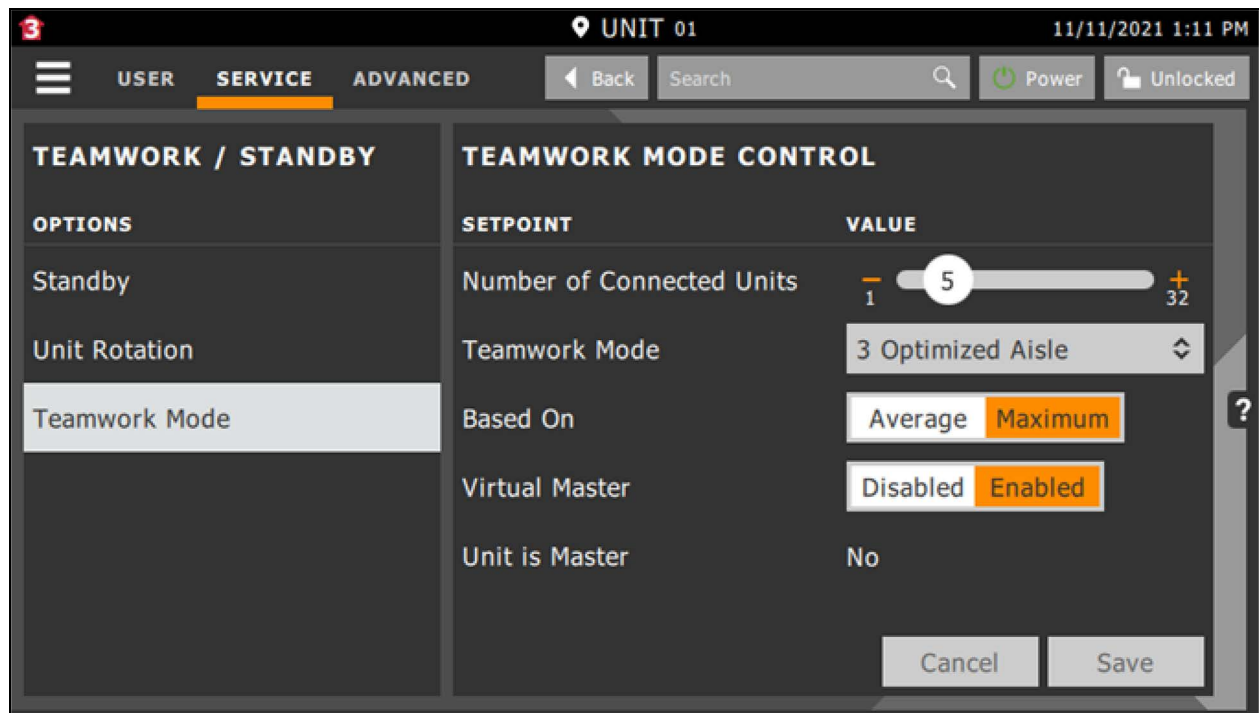 3 UNIT 01 11/11/2021 1:11 PM
USER SERVICE ADVANCED Back Search Power Unlocked
TEAMWORK / STANDBY
OPTIONS
Standby
Unit Rotation
Teamwork Mode
TEAMWORK MODE CONTROL
SETPOINT VALUE
Number of Connected Units − 1 5 + 32
Teamwork Mode 3 Optimized Aisle
Based On Average Maximum
Virtual Master Disabled Enabled
Unit is Master No
Cancel Save
?